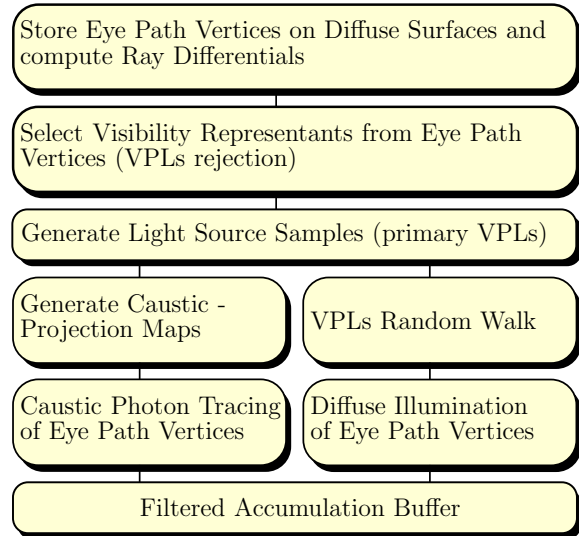 Store Eye Path Vertices on Diffuse Surfaces and
compute Ray Differentials
Select Visibility Representants from Eye Path
Vertices (VPLs rejection)
Generate Light Source Samples (primary VPLs)
Generate Caustic -
Projection Maps
VPLs Random Walk
Caustic Photon Tracing
of Eye Path Vertices
Diffuse Illumination
of Eye Path Vertices
Filtered Accumulation Buffer